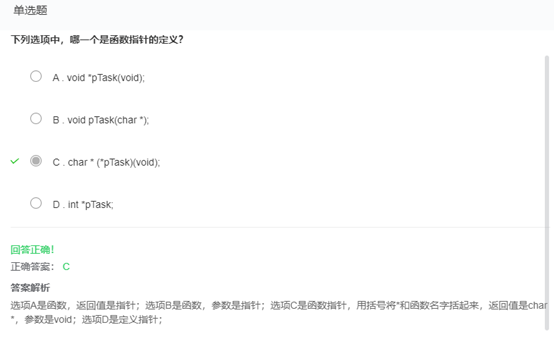 单选题
下列选项中，哪一个是函数指针的定义？
A . void *pTask(void);
B . void pTask(char *);
C . char * (*pTask)(void);
D . int *pTask;
回答正确！
正确答案： C
答案解析
选项A是函数，返回值是指针；选项B是函数，参数是指针；选项C是函数指针，用括号将*和函数名字括起来，返回值是char
*，参数是void；选项D是定义指针；